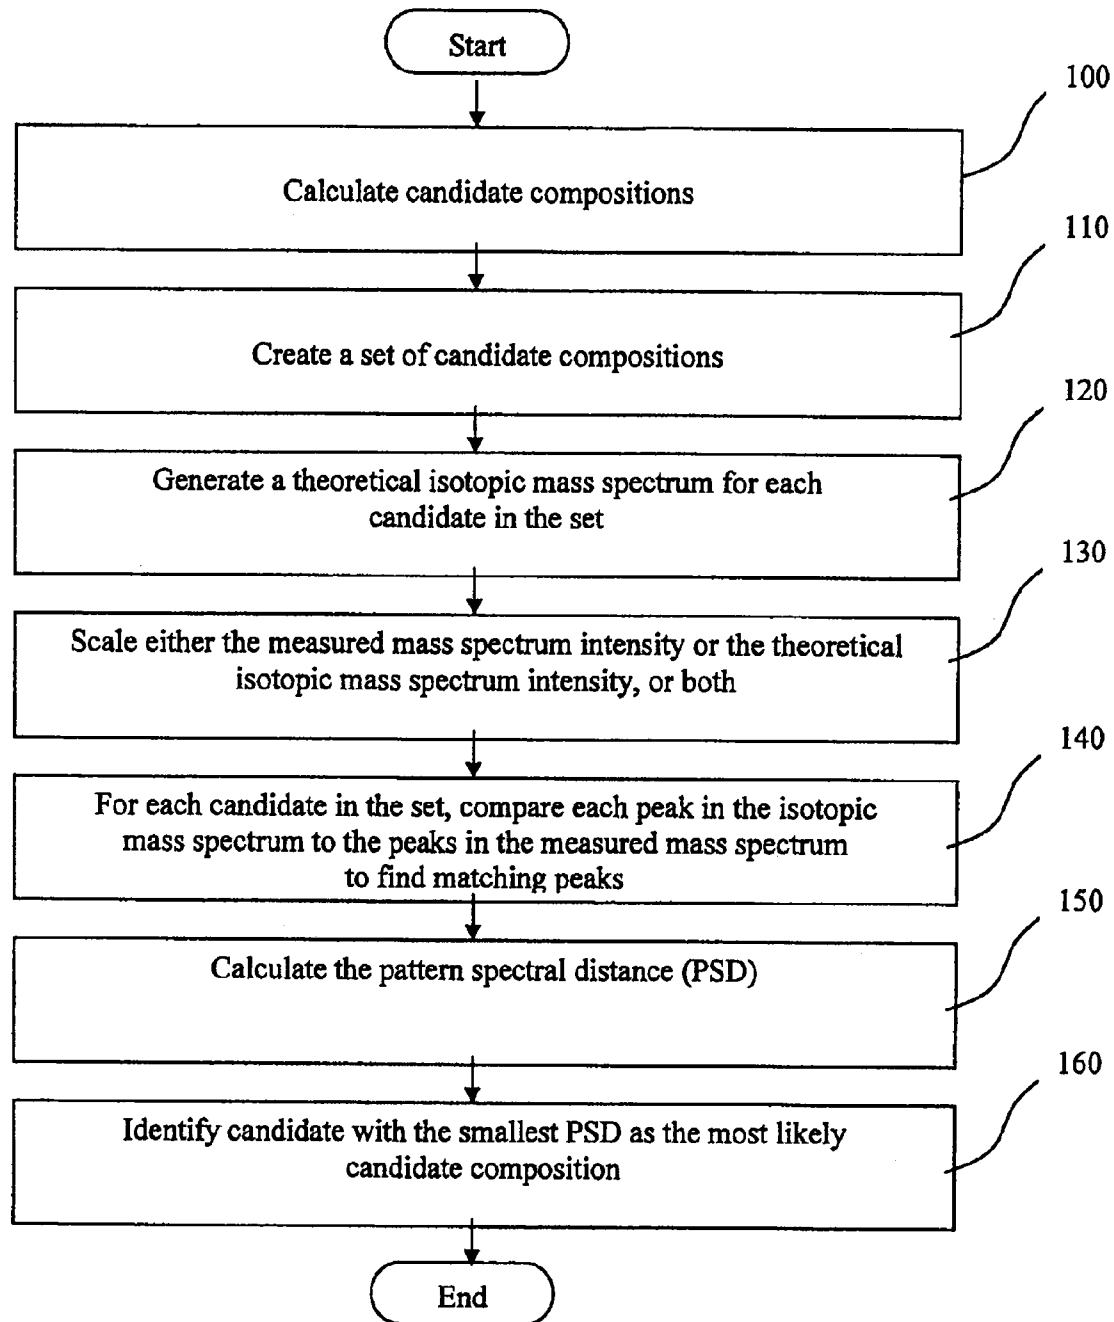 Start
100
Calculate candidate compositions
110
Create a set of candidate compositions
120
Generate a theoretical isotopic mass spectrum for each
candidate in the set
130
Scale either the measured mass spectrum intensity or the theoretical
isotopic mass spectrum intensity, or both
140
For each candidate in the set, compare each peak in the isotopic
mass spectrum to the peaks in the measured mass spectrum
to find matching peaks
150
Calculate the pattern spectral distance (PSD)
160
Identify candidate with the smallest PSD as the most likely
candidate composition
End